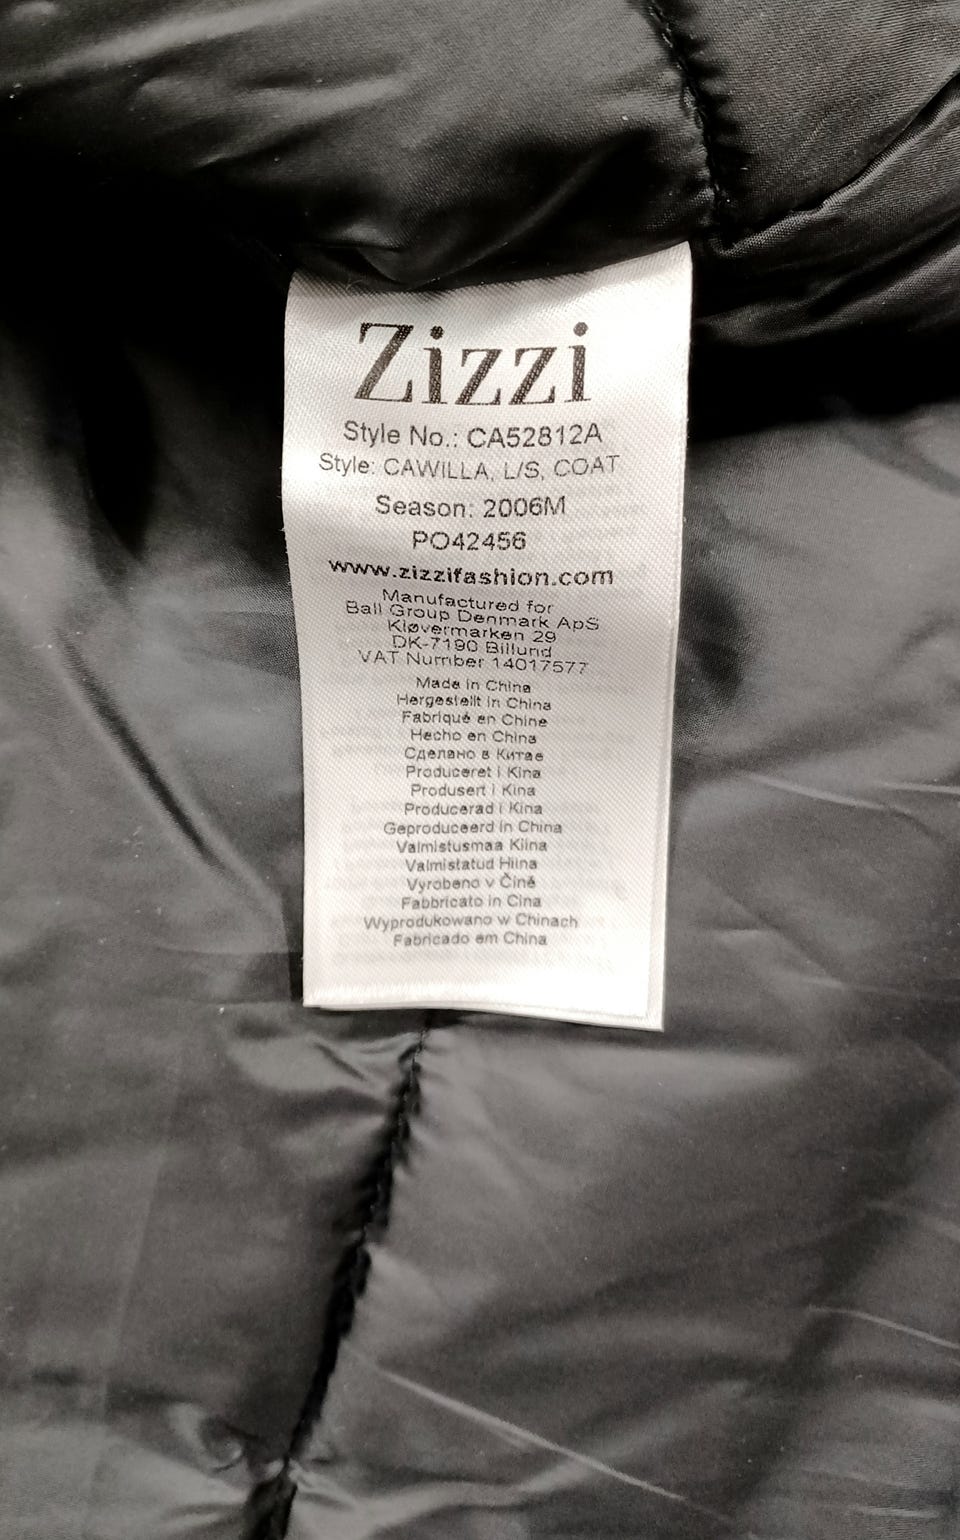 Zizzi
Style No.: CA52812A
Style: CAWILLA, L/S, COAT
Season: 2006M
PO42456
www.zizzifashion.com
Manufactured for
Ball Group Denmark ApS
Kløvermarken 29
DK-7190 Billund
VAT Number 14017577
Made in China
Hergestellt in China
Fabriqué en Chine
Hecho en China
Сделано в Китае
Produceret i Kina
Produsert i Kina
Producerad i Kina
Geproduceerd in China
Valmistusmaa Kiina
Valmistatud Hiina
Vyrobeno v Čině
Fabbricato in Cina
Wyprodukowano w Chinach
Fabricado em China